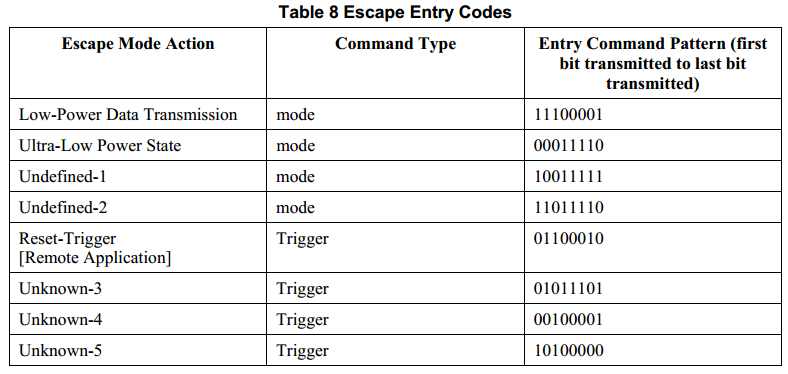 Table 8 Escape Entry Codes
Escape Mode Action Command Type Entry Command Pattern (first
bit transmitted to last bit
transmitted)
Low-Power Data Transmission mode 11100001
Ultra-Low Power State mode 00011110
Undefined-1 mode 10011111
Undefined-2 mode 11011110
Reset-Trigger Trigger 01100010
[Remote Application]
Unknown-3 Trigger 01011101
Unknown-4 Trigger 00100001
Unknown-5 Trigger 10100000